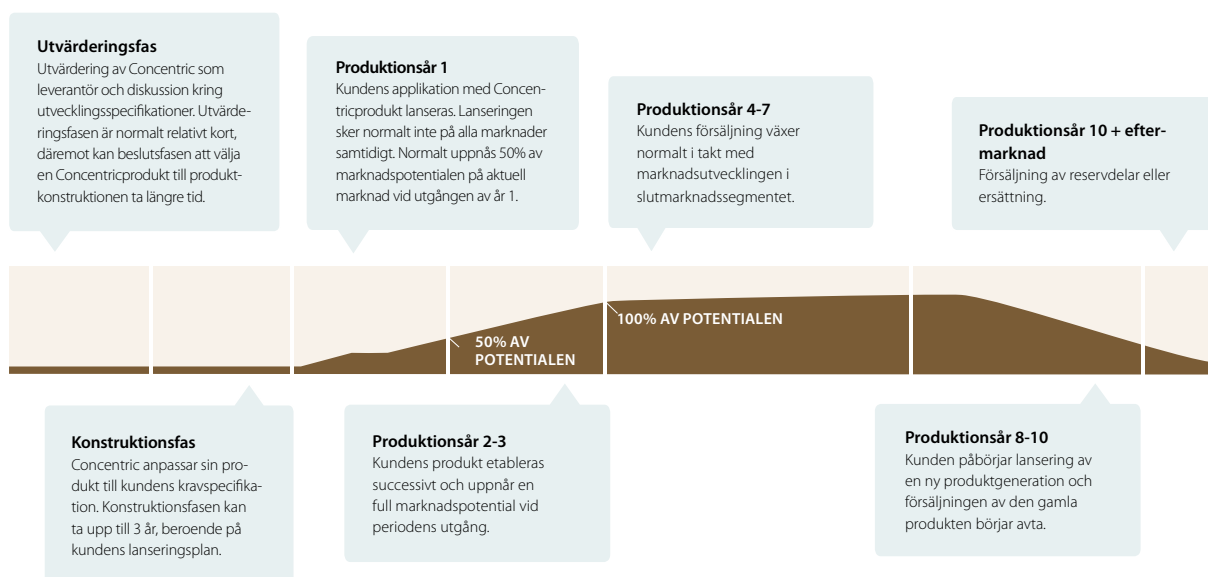 Utvärderingsfas
Utvärdering av Concentric som
leverantör och diskussion kring
utvecklingsspecifikationer. Utvärde-
ringsfasen är normalt relativt kort,
däremot kan beslutsfasen att välja
en Concentricprodukt till produkt-
konstruktionen ta längre tid.
Produktionsår 1
Kundens applikation med Concen-
tricprodukt lanseras. Lanseringen
sker normalt inte på alla marknader
samtidigt. Normalt uppnås 50% av
marknadspotentialen på aktuell
marknad vid utgången av år 1.
Produktionsår 4-7
Kundens försäljning växer
normalt i takt med
marknadsutvecklingen i
slutmarknadssegmentet.
Produktionsår 10 + efter-
marknad
Försäljning av reservdelar eller
ersättning.
50% AV
POTENTIALEN
100% AV POTENTIALEN
Konstruktionsfas
Concentric anpassar sin pro-
dukt till kundens kravspecifika-
tion. Konstruktionsfasen kan
ta upp till 3 år, beroende på
kundens lanseringsplan.
Produktionsår 2-3
Kundens produkt etableras
successivt och uppnår en
full marknadspotential vid
periodens utgång.
Produktionsår 8-10
Kunden påbörjar lansering av
en ny produktgeneration och
försäljningen av den gamla
produkten börjar avta.